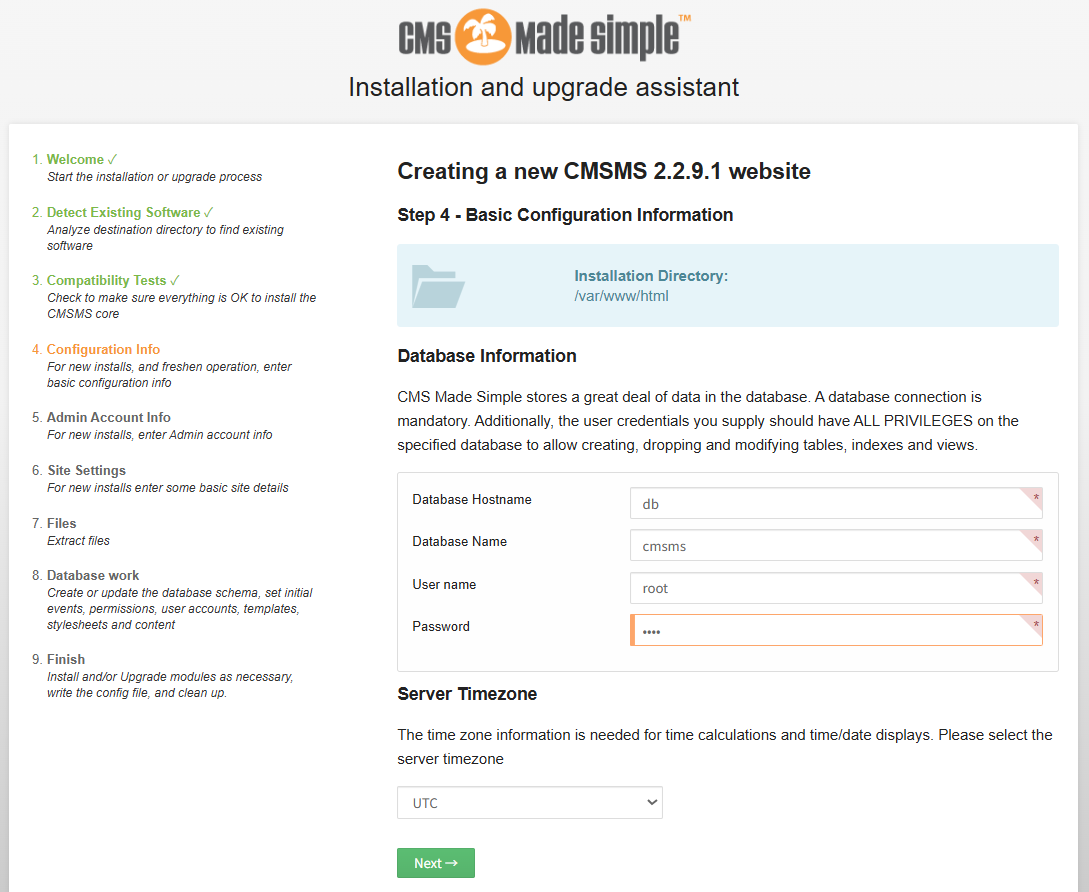 CMS Made Simple™
Installation and upgrade assistant
1. Welcome ✓
Start the installation or upgrade process
2. Detect Existing Software ✓
Analyze destination directory to find existing
software
3. Compatibility Tests ✓
Check to make sure everything is OK to install the
CMSMS core
4. Configuration Info
For new installs, and freshen operation, enter
basic configuration info
5. Admin Account Info
For new installs, enter Admin account info
6. Site Settings
For new installs enter some basic site details
7. Files
Extract files
8. Database work
Create or update the database schema, set initial
events, permissions, user accounts, templates,
stylesheets and content
9. Finish
Install and/or Upgrade modules as necessary,
write the config file, and clean up.
Creating a new CMSMS 2.2.9.1 website
Step 4 - Basic Configuration Information
Installation Directory:
/var/www/html
Database Information
CMS Made Simple stores a great deal of data in the database. A database connection is
mandatory. Additionally, the user credentials you supply should have ALL PRIVILEGES on the
specified database to allow creating, dropping and modifying tables, indexes and views.
Database Hostname db *
Database Name cmsms *
User name root *
Password •••• *
Server Timezone
The time zone information is needed for time calculations and time/date displays. Please select the
server timezone
UTC
Next →